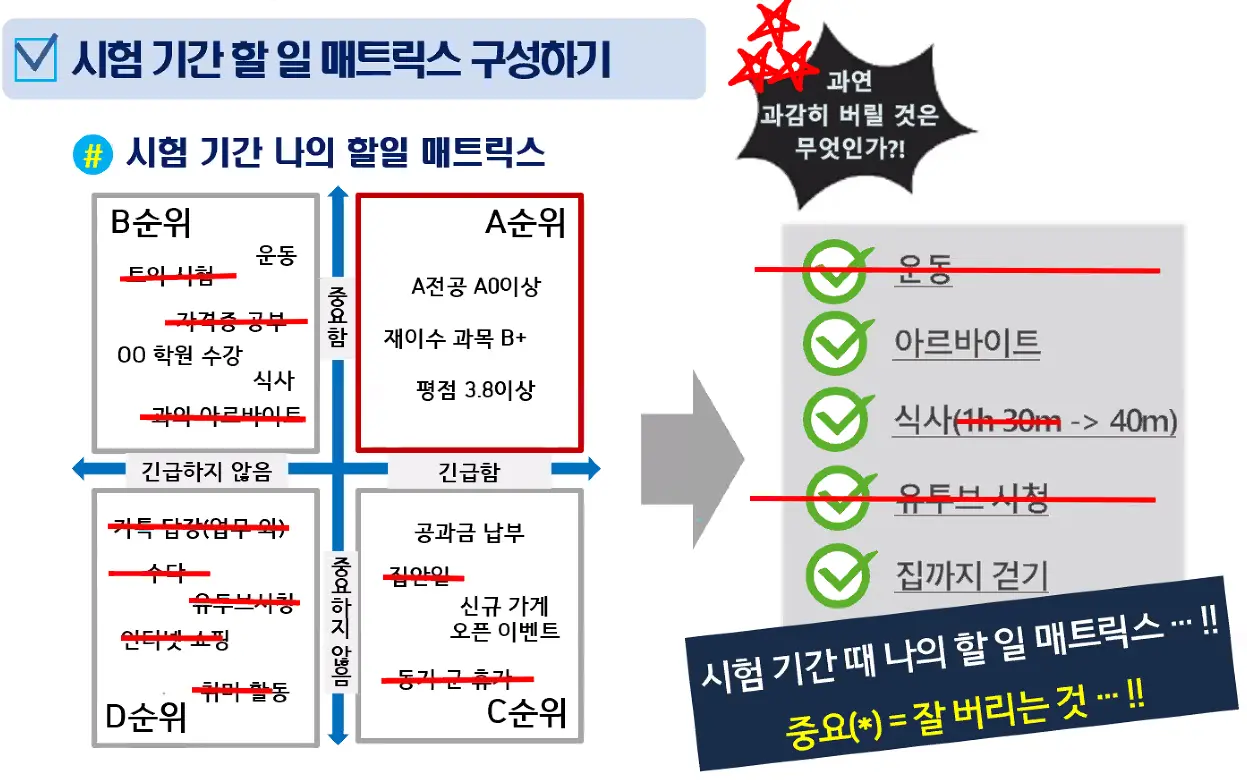 시험 기간 할 일 매트릭스 구성하기
과연
과감히 버릴 것은
무엇인가?!
# 시험 기간 나의 할일 매트릭스
B순위
운동
토익 시험
자격증 공부
00 학원 수강
식사
과외 아르바이트
A순위
A전공 A0이상
재이수 과목 B+
평점 3.8이상
중요함
긴급하지 않음
긴급함
중요하지 않음
카톡 답장(업무 외)
수다
유투브시청
인터넷 쇼핑
취미 활동
D순위
공과금 납부
집안일
신규 가게
오픈 이벤트
동기 군 휴가
C순위
운동
아르바이트
식사(1h 30m -> 40m)
유투브 시청
집까지 걷기
시험 기간 때 나의 할 일 매트릭스 … !!
중요(*) = 잘 버리는 것 … !!